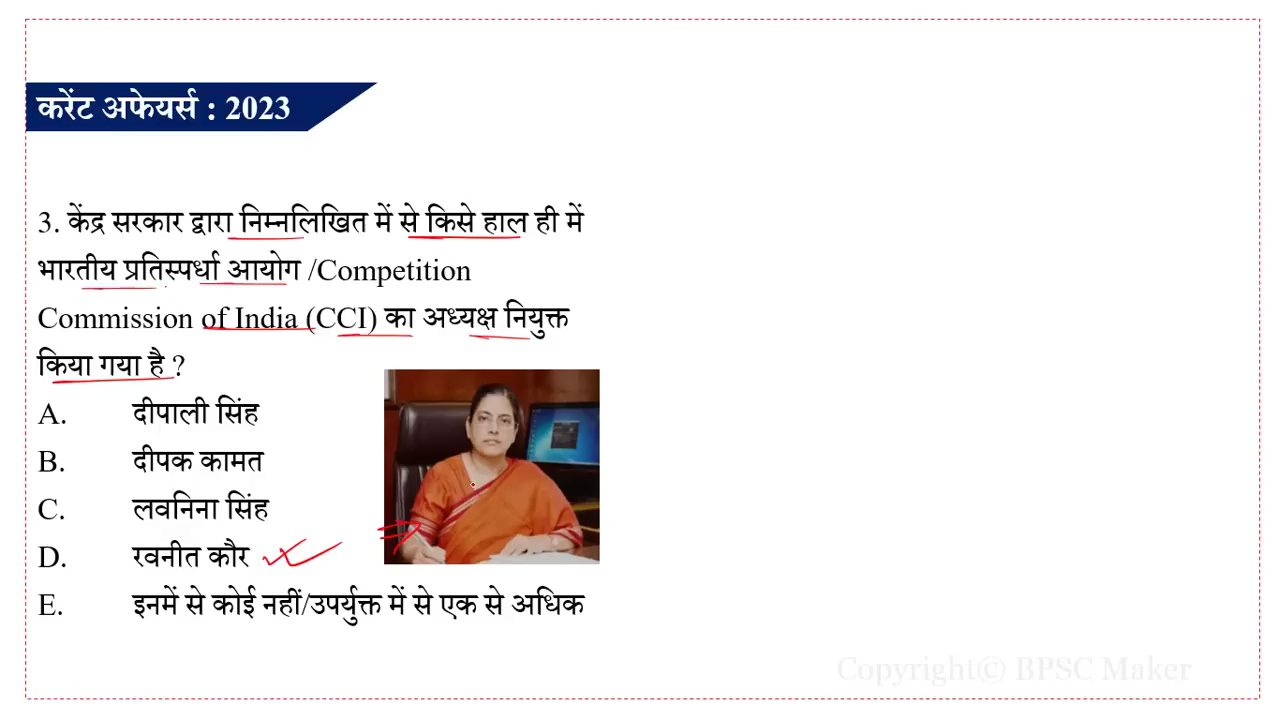 करेंट अफेयर्स : 2023
3. केंद्र सरकार द्वारा निम्नलिखित में से किसे हाल ही में
भारतीय प्रतिस्पर्धा आयोग /Competition
Commission of India (CCI) का अध्यक्ष नियुक्त
किया गया है ?
A. दीपाली सिंह
B. दीपक कामत
C. लवनिना सिंह
D. रवनीत कौर
E. इनमें से कोई नहीं/उपर्युक्त में से एक से अधिक
Copyright© BPSC Maker